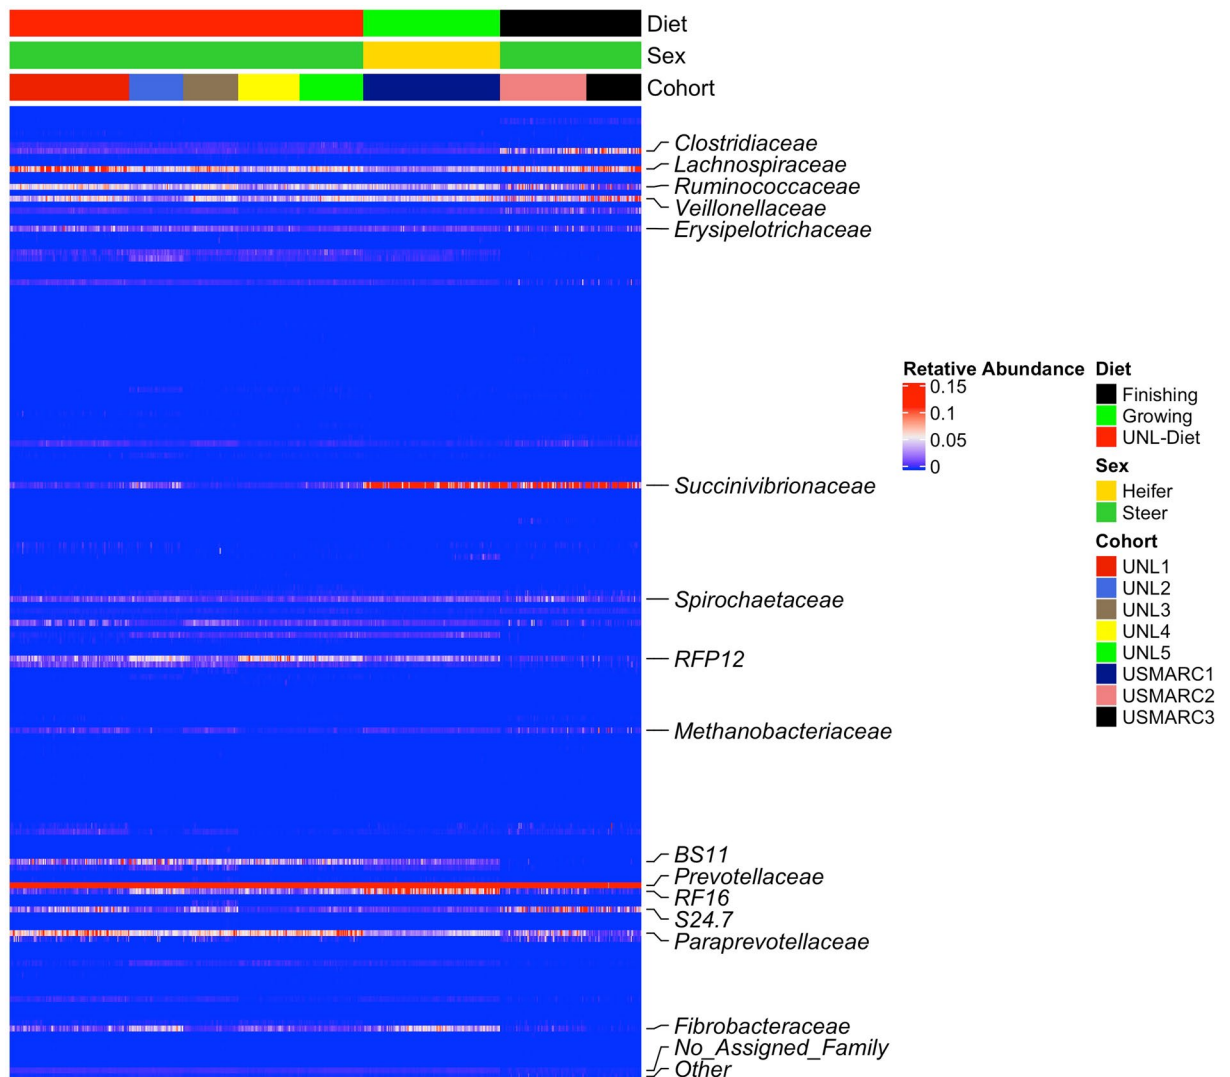 Diet
Sex
Cohort
Clostridiaceae
Lachnospiraceae
Ruminococcaceae
Veillonellaceae
Erysipelotrichaceae
Succinivibrionaceae
Spirochaetaceae
RFP12
Methanobacteriaceae
BS11
Prevotellaceae
RF16
S24.7
Paraprevotellaceae
Fibrobacteraceae
No_Assigned_Family
Other
Relative Abundance
0.15
0.1
0.05
0
Diet
Finishing
Growing
UNL-Diet
Sex
Heifer
Steer
Cohort
UNL1
UNL2
UNL3
UNL4
UNL5
USMARC1
USMARC2
USMARC3